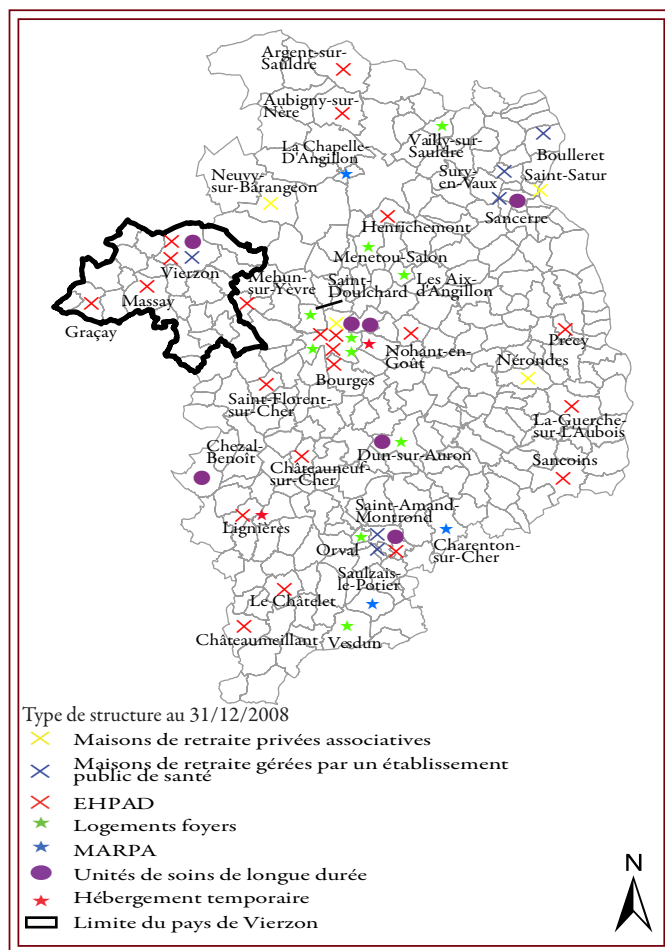 Argent-sur-
Sauldre
Aubigny-sur-
Nère
La Chapelle-
D'Angillon
Vailly-sur-
Sauldre
Boulleret
Sury-
en-Vaux
Saint-Satur
Neuvy-
sur-Barangeon
Sancerre
Henrichemont
Menetou-Salon
Vierzon
Mehun-
sur-Yèvre
Saint-
Doulchard
Les Aix-
d'Angillon
Massay
Graçay
Nohant-en-
Goût
Précy
Nérondes
Bourges
Saint-Florent-
sur-Cher
La-Guerche-
sur-L'Aubois
Chezal-
Benoît
Châteauneuf-
sur-Cher
Dun-sur-Auron
Sancoins
Lignières
Saint-Amand-
Montrond
Orval
Charenton-
sur-Cher
Saulzais-
le-Potier
Le Châtelet
Châteaumeillant
Vesdun
Type de structure au 31/12/2008
Maisons de retraite privées associatives
Maisons de retraite gérées par un établissement
public de santé
EHPAD
Logements foyers
MARPA
Unités de soins de longue durée
Hébergement temporaire
Limite du pays de Vierzon
N